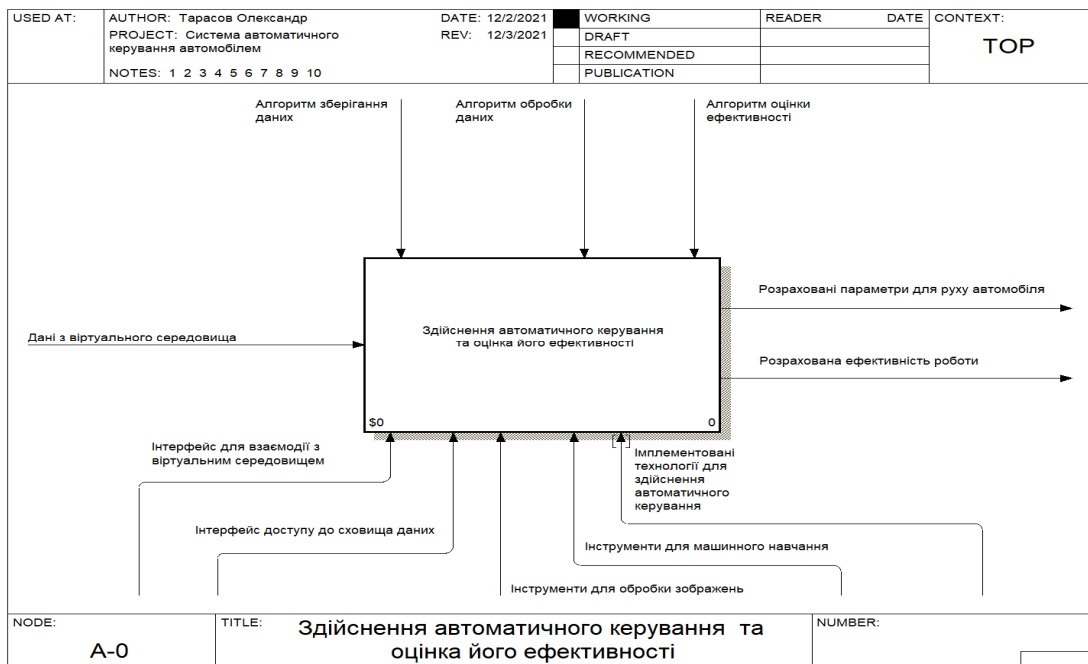 USED AT:
AUTHOR: Тарасов Олександр
DATE: 12/2/2021
PROJECT: Система автоматичного
керування автомобілем
REV: 12/3/2021
NOTES: 1 2 3 4 5 6 7 8 9 10
WORKING
DRAFT
RECOMMENDED
PUBLICATION
READER DATE
CONTEXT:
TOP
Алгоритм зберігання
даних
Алгоритм обробки
даних
Алгоритм оцінки
ефективності
Дані з віртуального середовища
Здійснення автоматичного керування
та оцінка його ефективності
$0
0
Розраховані параметри для руху автомобіля
Розрахована ефективність роботи
Інтерфейс для взаємодії з
віртуальним середовищем
Інтерфейс доступу до сховища даних
Інструменти для обробки зображень
Інструменти для машинного навчання
Імплементовані
технології для
здійснення
автоматичного
керування
NODE:
A-0
TITLE:
Здійснення автоматичного керування та
оцінка його ефективності
NUMBER: